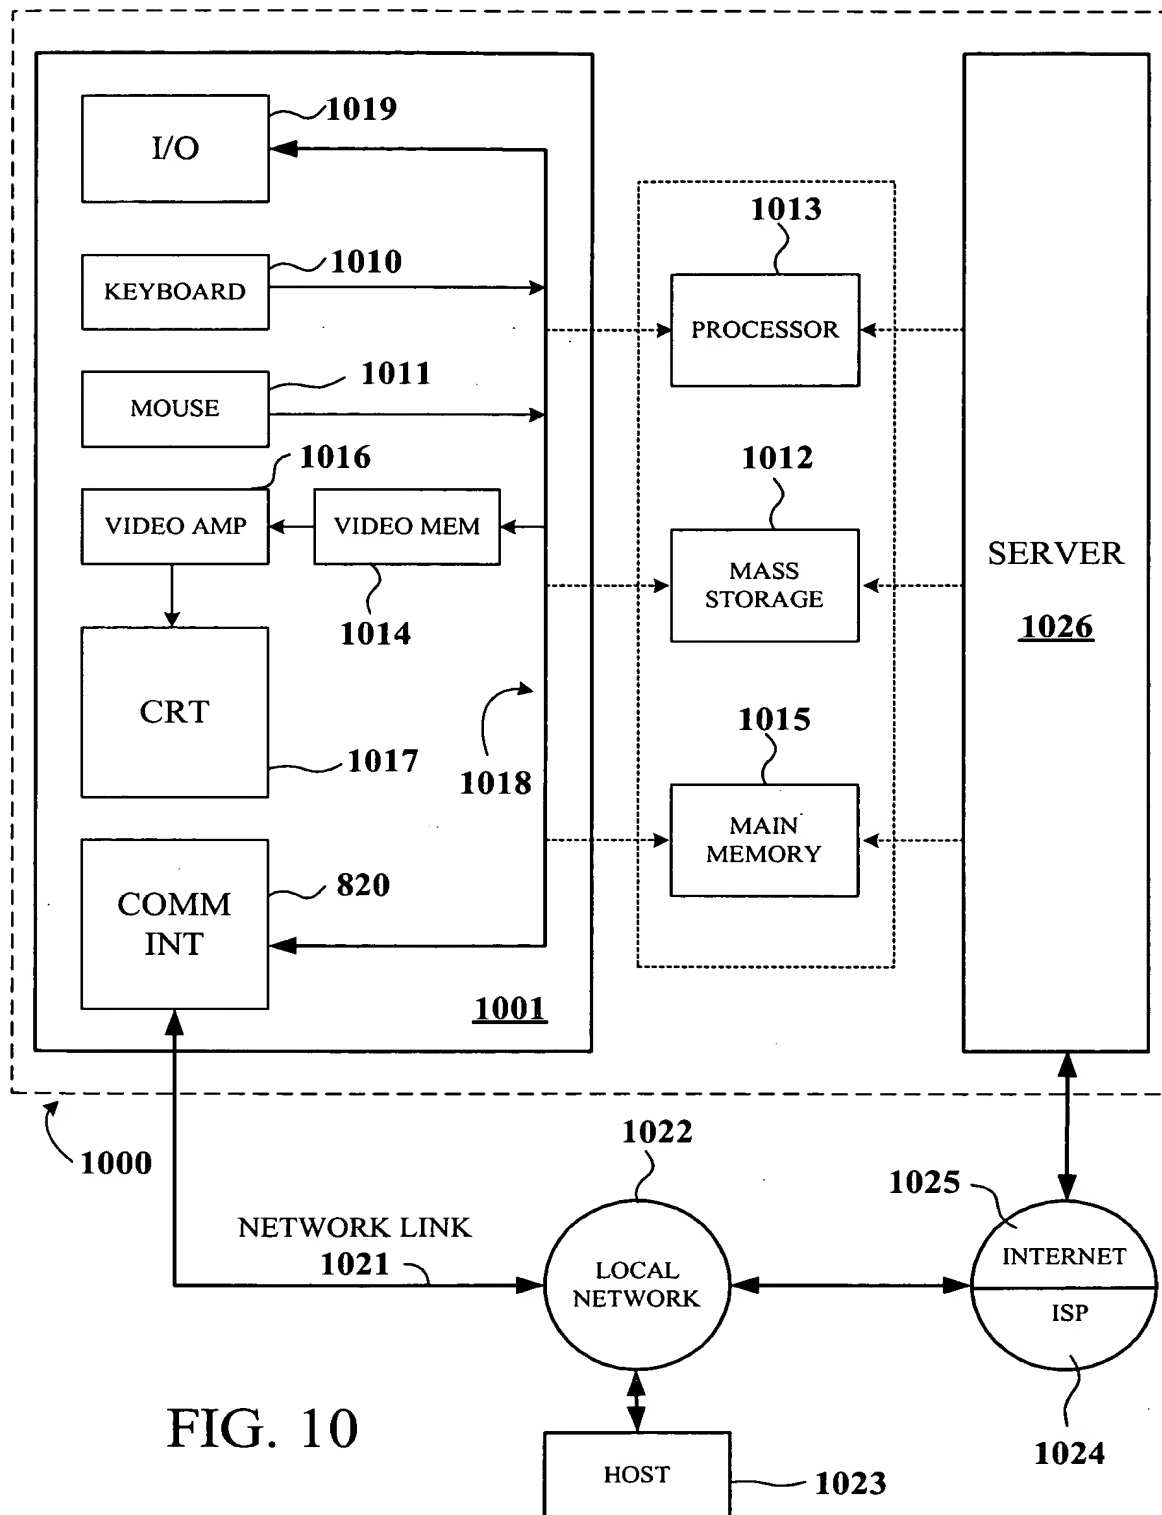 1019
I/O
1013
1010
KEYBOARD
PROCESSOR
1011
MOUSE
1016
1012
VIDEO AMP
VIDEO MEM
SERVER
MASS
STORAGE
1014
1026
CRT
1015
1017
1018
MAIN
MEMORY
820
COMM
INT
1001
1000
1022
1025
NETWORK LINK
1021
LOCAL
NETWORK
INTERNET
ISP
FIG. 10
1024
HOST
1023